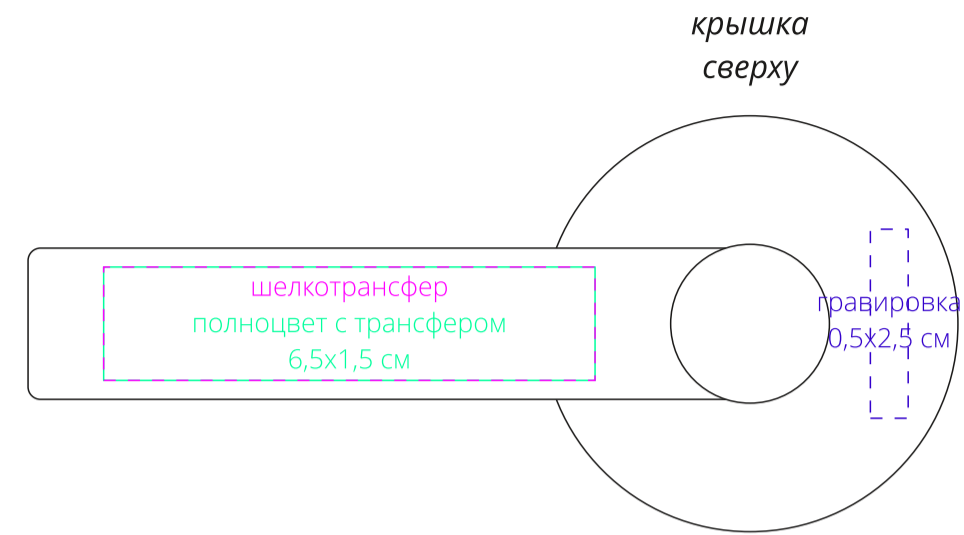 крышка
сверху
шелкотрансфер
полноцвет с трансфером
6,5х1,5 см
гравировка
0,5х2,5 см